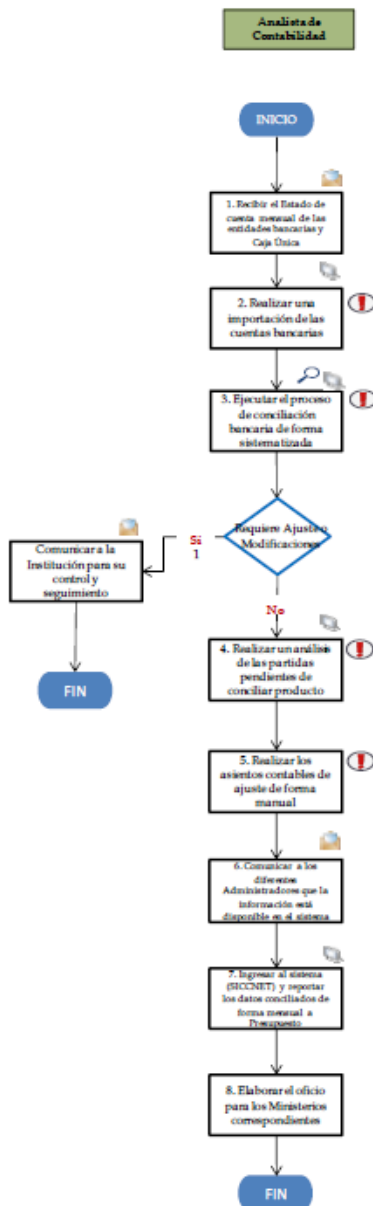 Analista de
Contabilidad
INICIO
1. Recibir el Estado de
cuenta mensual de las
entidades bancarias y
Caja Única
2. Realizar una
importación de las
cuentas bancarias
3. Ejecutar el proceso
de conciliación
bancaria de forma
sistematizada
Requiere Ajuste o
Modificaciones
Si
1
Comunicar a la
Institución para su
control y
seguimiento
FIN
No
4. Realizar un análisis
de las partidas
pendientes de
conciliar producto
5. Realizar los
asientos contables de
ajuste de forma
manual
6. Comunicar a los
diferentes
Administradores que la
información está
disponible en el sistema
7. Ingresar al sistema
(SICCNET) y reportar
los datos conciliados de
forma mensual a
Presupuesto
8. Elaborar el oficio
para los Ministerios
correspondientes
FIN